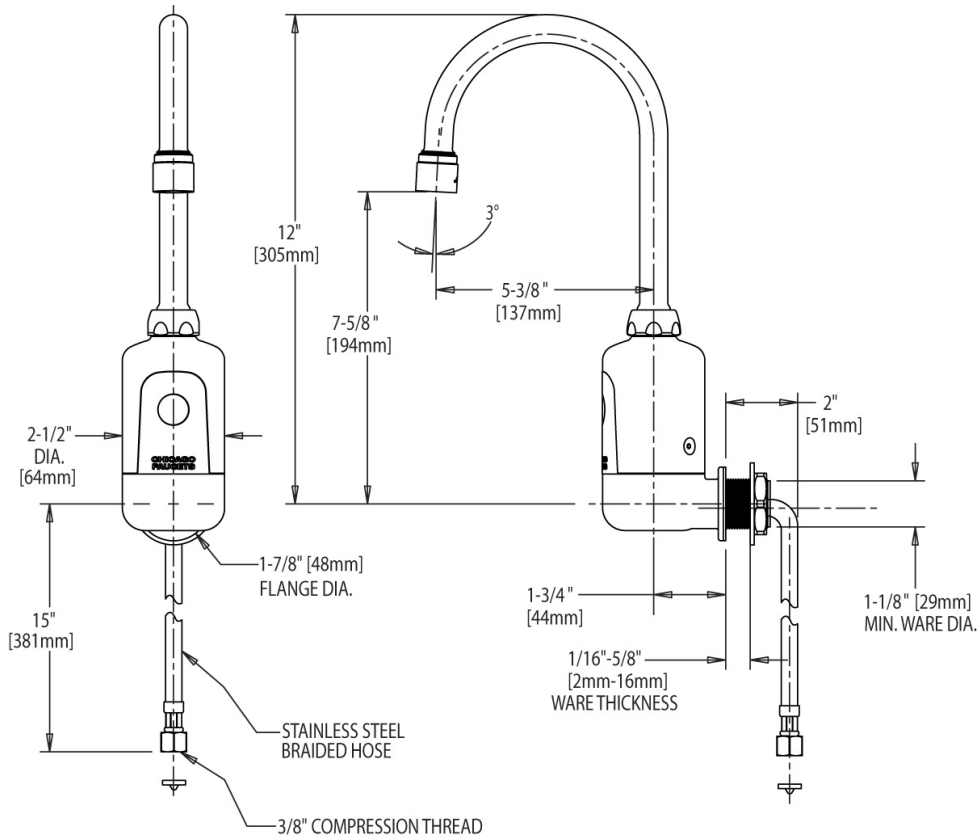 12"
[305mm]
3°
5-3/8"
[137mm]
7-5/8"
[194mm]
2"
[51mm]
2-1/2"
DIA.
[64mm]
CHICAGO
FAUCETS
1-7/8" [48mm]
FLANGE DIA.
1-3/4"
[44mm]
1-1/8" [29mm]
MIN. WARE DIA.
15"
[381mm]
1/16"-5/8"
[2mm-16mm]
WARE THICKNESS
STAINLESS STEEL
BRAIDED HOSE
3/8" COMPRESSION THREAD